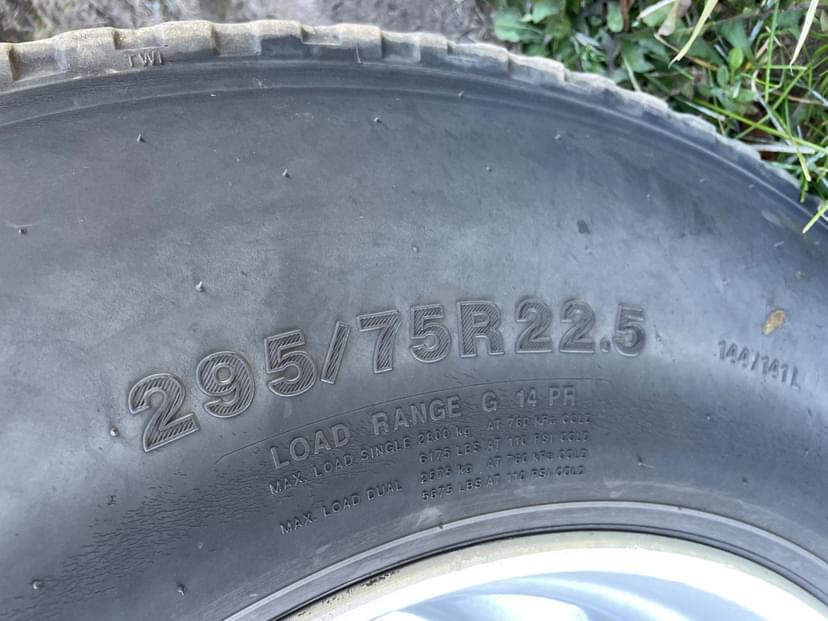 TWI
295/75R22.5
144/141L
LOAD RANGE G 14 PR
MAX. LOAD SINGLE 2800 kg AT 760 kPa COLD
6175 LBS AT 110 PSI COLD
MAX. LOAD DUAL 2575 kg AT 760 kPa COLD
5675 LBS AT 110 PSI COLD